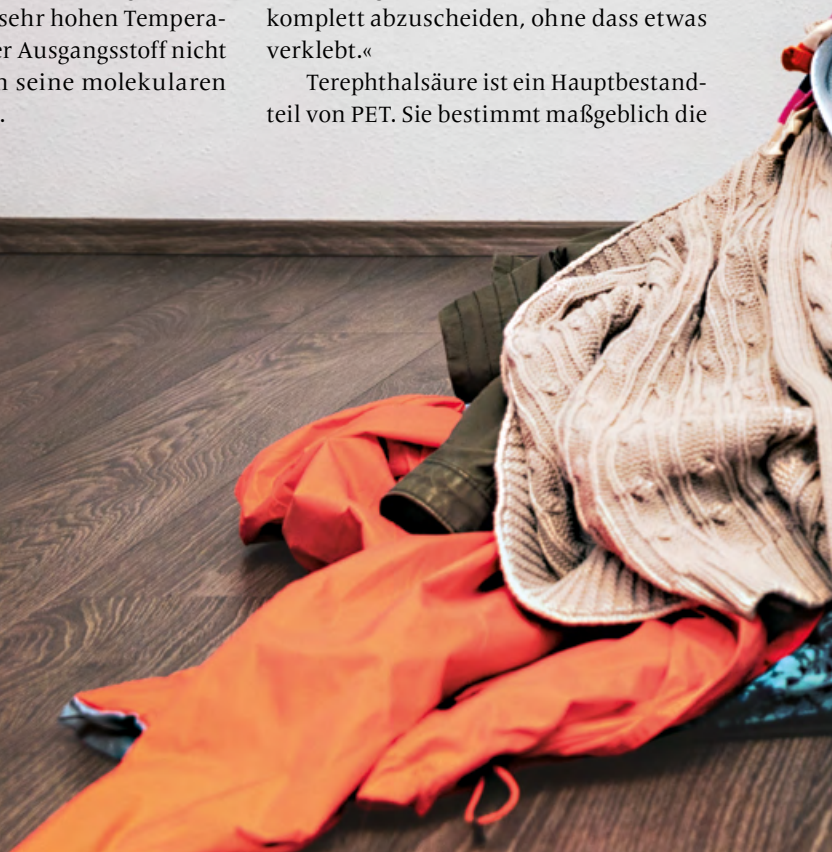 sehr hohen Tempera-
er Ausgangsstoff nicht
n seine molekularen
.
komplett abzuscheiden, ohne dass etwas
verklebt.«
Terephthalsäure ist ein Hauptbestand-
teil von PET. Sie bestimmt maßgeblich die